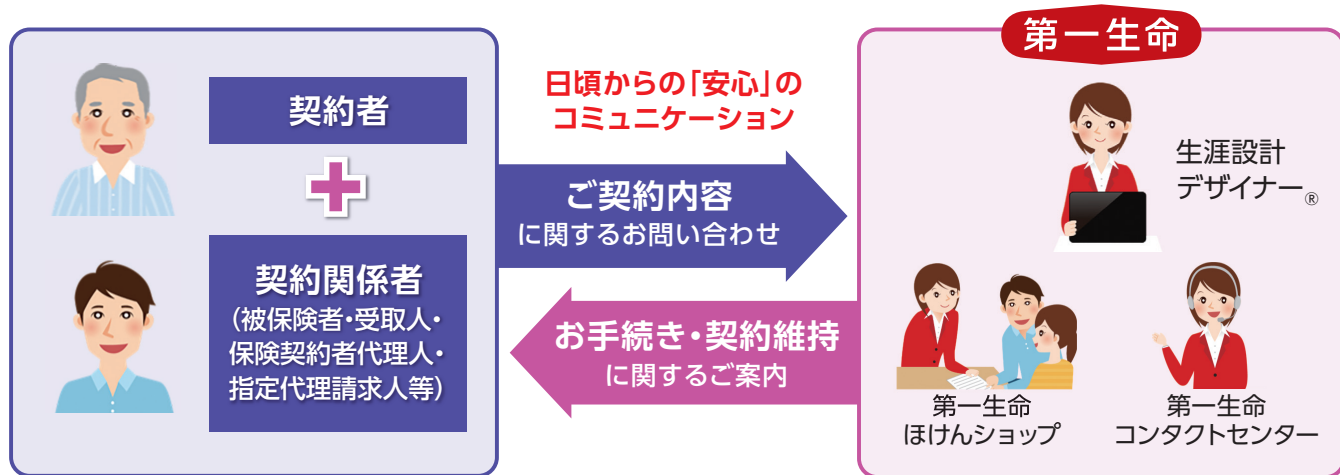 契約者
契約関係者
(被保険者・受取人・
保険契約者代理人・
指定代理請求人等)
日頃からの「安心」の
コミュニケーション
ご契約内容
に関するお問い合わせ
お手続き・契約維持
に関するご案内
第一生命
生涯設計
デザイナー®
第一生命
ほけんショップ
第一生命
コンタクトセンター